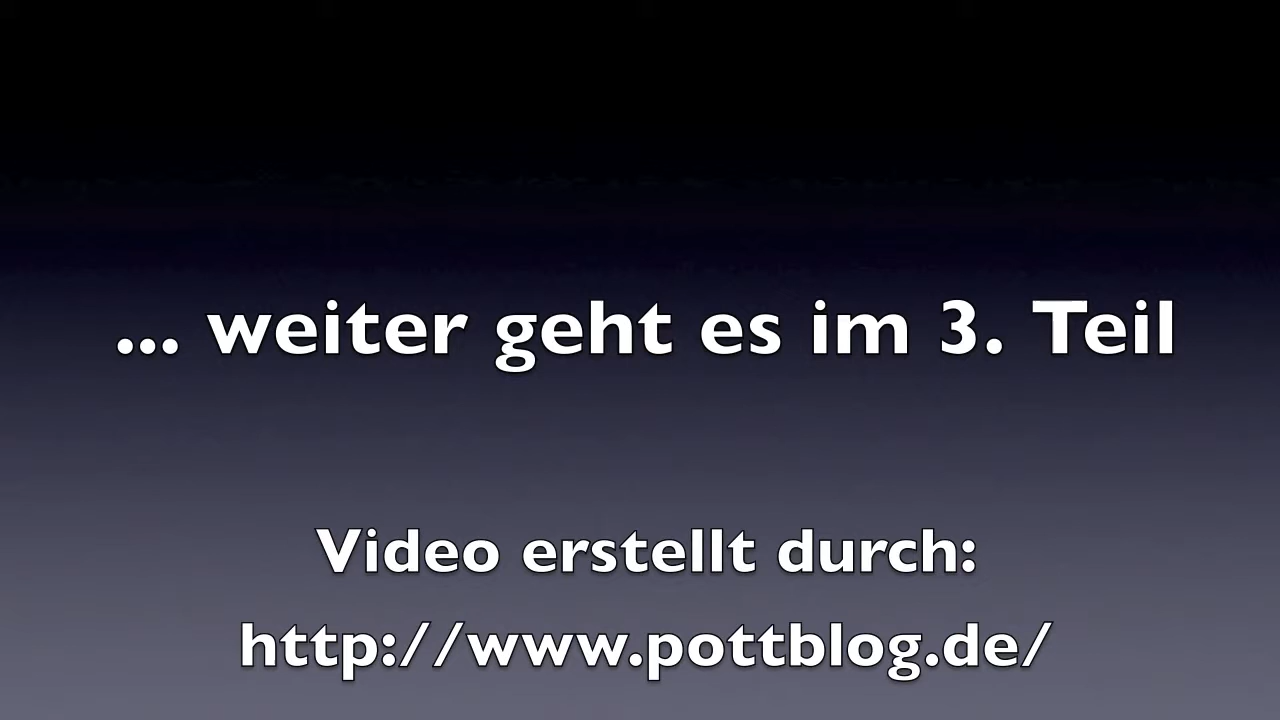 ... weiter geht es im 3. Teil
Video erstellt durch:
http://www.pottblog.de/